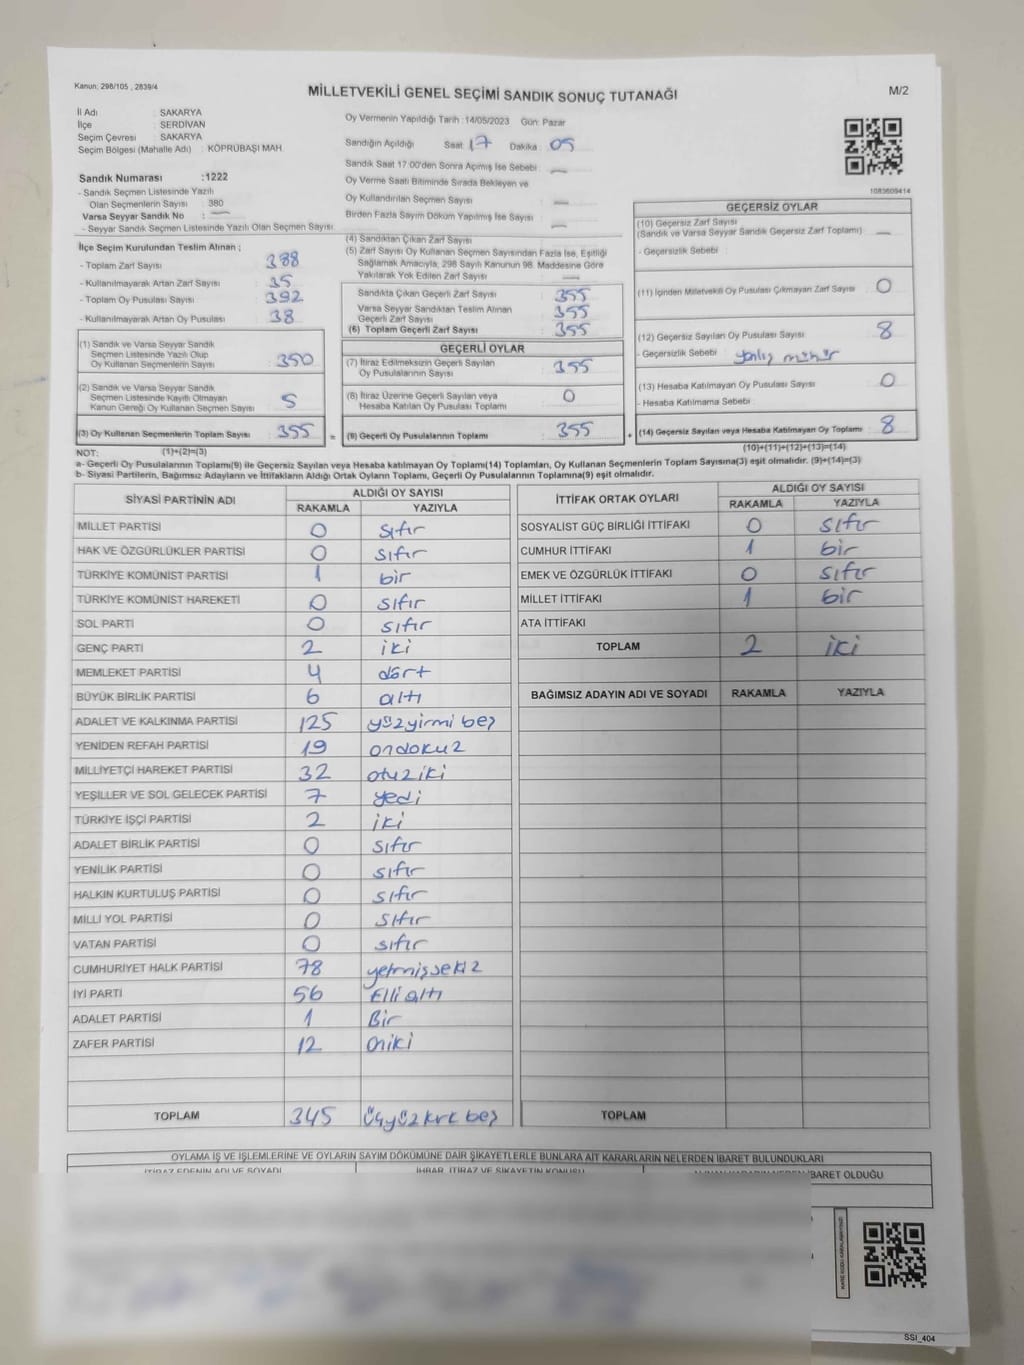 Kanun: 298/105 , 2839/4
MİLLETVEKİLİ GENEL SEÇİMİ SANDIK SONUÇ TUTANAĞI
M/2
İl Adı : SAKARYA
İlçe : SERDİVAN
Seçim Çevresi : SAKARYA
Seçim Bölgesi (Mahalle Adı) : KÖPRÜBAŞI MAH
Sandık Numarası :1222
- Sandık Seçmen Listesinde Yazılı
Olan Seçmenlerin Sayısı : 380
Varsa Seyyar Sandık No :
- Seyyar Sandık Seçmen Listesinde Yazılı Olan Seçmen Sayısı
Oy Vermenin Yapıldığı Tarih :14/05/2023 Gün: Pazar
Sandığın Açıldığı Saat 17 Dakika : 05
Sandık Saat 17:00'den Sonra Açılmış İse Sebebi :
Oy Verme Saati Bitiminde Sırada Bekleyen ve
Oy Kullandırılan Seçmen Sayısı :
Birden Fazla Sayım Döküm Yapılmış İse Sayısı :
1083609414
İlçe Seçim Kurulundan Teslim Alınan ;
- Toplam Zarf Sayısı : 388
- Kullanılmayarak Artan Zarf Sayısı : 35
- Toplam Oy Pusulası Sayısı : 392
- Kullanılmayarak Artan Oy Pusulası : 38
(1) Sandık ve Varsa Seyyar Sandık
Seçmen Listesinde Yazılı Olup
Oy Kullanan Seçmenlerin Sayısı : 350
(2) Sandık ve Varsa Seyyar Sandık
Seçmen Listesinde Kayıtlı Olmayan
Kanun Gereği Oy Kullanan Seçmen Sayısı : 5
(3) Oy Kullanan Seçmenlerin Toplam Sayısı : 355 =
(4) Sandıktan Çıkan Zarf Sayısı
(5) Zarf Sayısı Oy Kullanan Seçmen Sayısından Fazla İse, Eşitliği
Sağlamak Amacıyla, 298 Sayılı Kanunun 98. Maddesine Göre
Yakılarak Yok Edilen Zarf Sayısı :
Sandıkta Çıkan Geçerli Zarf Sayısı : 355
Varsa Seyyar Sandıktan Teslim Alınan
Geçerli Zarf Sayısı : 355
(6) Toplam Geçerli Zarf Sayısı : 355
GEÇERLİ OYLAR
(7) İtiraz Edilmeksizin Geçerli Sayılan
Oy Pusulalarının Sayısı : 355
(8) İtiraz Üzerine Geçerli Sayılan veya
Hesaba Katılan Oy Pusulası Toplamı : 0
(9) Geçerli Oy Pusulalarının Toplamı : 355 +
GEÇERSİZ OYLAR
(10) Geçersiz Zarf Sayısı
(Sandık ve Varsa Seyyar Sandık Geçersiz Zarf Toplamı) :
- Geçersizlik Sebebi :
(11) İçinden Milletvekili Oy Pusulası Çıkmayan Zarf Sayısı : 0
(12) Geçersiz Sayılan Oy Pusulası Sayısı : 8
- Geçersizlik Sebebi : yanlış mühür
(13) Hesaba Katılmayan Oy Pusulası Sayısı : 0
- Hesaba Katılmama Sebebi :
(14) Geçersiz Sayılan veya Hesaba Katılmayan Oy Toplamı : 8
NOT: (1)+(2)=(3)
(10)+(11)+(12)+(13)=(14)
a- Geçerli Oy Pusulalarının Toplamı(9) ile Geçersiz Sayılan veya Hesaba katılmayan Oy Toplamı(14) Toplamları, Oy Kullanan Seçmenlerin Toplam Sayısına(3) eşit olmalıdır. (9)+(14)=(3)
b- Siyasi Partilerin, Bağımsız Adayların ve İttifakların Aldığı Ortak Oyların Toplamı, Geçerli Oy Pusulalarının Toplamına(9) eşit olmalıdır.
SİYASİ PARTİNİN ADI ALDIĞI OY SAYISI
RAKAMLA YAZIYLA
MİLLET PARTİSİ 0 sıfır
HAK VE ÖZGÜRLÜKLER PARTİSİ 0 sıfır
TÜRKİYE KOMÜNİST PARTİSİ 1 bir
TÜRKİYE KOMÜNİST HAREKETİ 0 sıfır
SOL PARTİ 0 sıfır
GENÇ PARTİ 2 iki
MEMLEKET PARTİSİ 4 dört
BÜYÜK BİRLİK PARTİSİ 6 altı
ADALET VE KALKINMA PARTİSİ 125 yüzyirmi beş
YENİDEN REFAH PARTİSİ 19 ondokuz
MİLLİYETÇİ HAREKET PARTİSİ 32 otuz iki
YEŞİLLER VE SOL GELECEK PARTİSİ 7 yedi
TÜRKİYE İŞÇİ PARTİSİ 2 iki
ADALET BİRLİK PARTİSİ 0 sıfır
YENİLİK PARTİSİ 0 sıfır
HALKIN KURTULUŞ PARTİSİ 0 sıfır
MİLLİ YOL PARTİSİ 0 sıfır
VATAN PARTİSİ 0 sıfır
CUMHURİYET HALK PARTİSİ 78 yetmişsekiz
İYİ PARTİ 56 Elli altı
ADALET PARTİSİ 1 Bir
ZAFER PARTİSİ 12 Oniki
TOPLAM 345 üçyüzkırk beş
İTTİFAK ORTAK OYLARI ALDIĞI OY SAYISI
RAKAMLA YAZIYLA
SOSYALİST GÜÇ BİRLİĞİ İTTİFAKI 0 sıfır
CUMHUR İTTİFAKI 1 bir
EMEK VE ÖZGÜRLÜK İTTİFAKI 0 sıfır
MİLLET İTTİFAKI 1 bir
ATA İTTİFAKI
TOPLAM 2 iki
BAĞIMSIZ ADAYIN ADI VE SOYADI RAKAMLA YAZIYLA
TOPLAM
OYLAMA İŞ VE İŞLEMLERİNE VE OYLARIN SAYIM DÖKÜMÜNE DAİR ŞİKAYETLERLE BUNLARA AİT KARARLARIN NELERDEN İBARET BULUNDUKLARI
İTİRAZ EDENİN ADI VE SOYADI İHBAR, İTİRAZ VE ŞİKAYETİN KONUSU İBARET OLDUĞU
SSİ_404